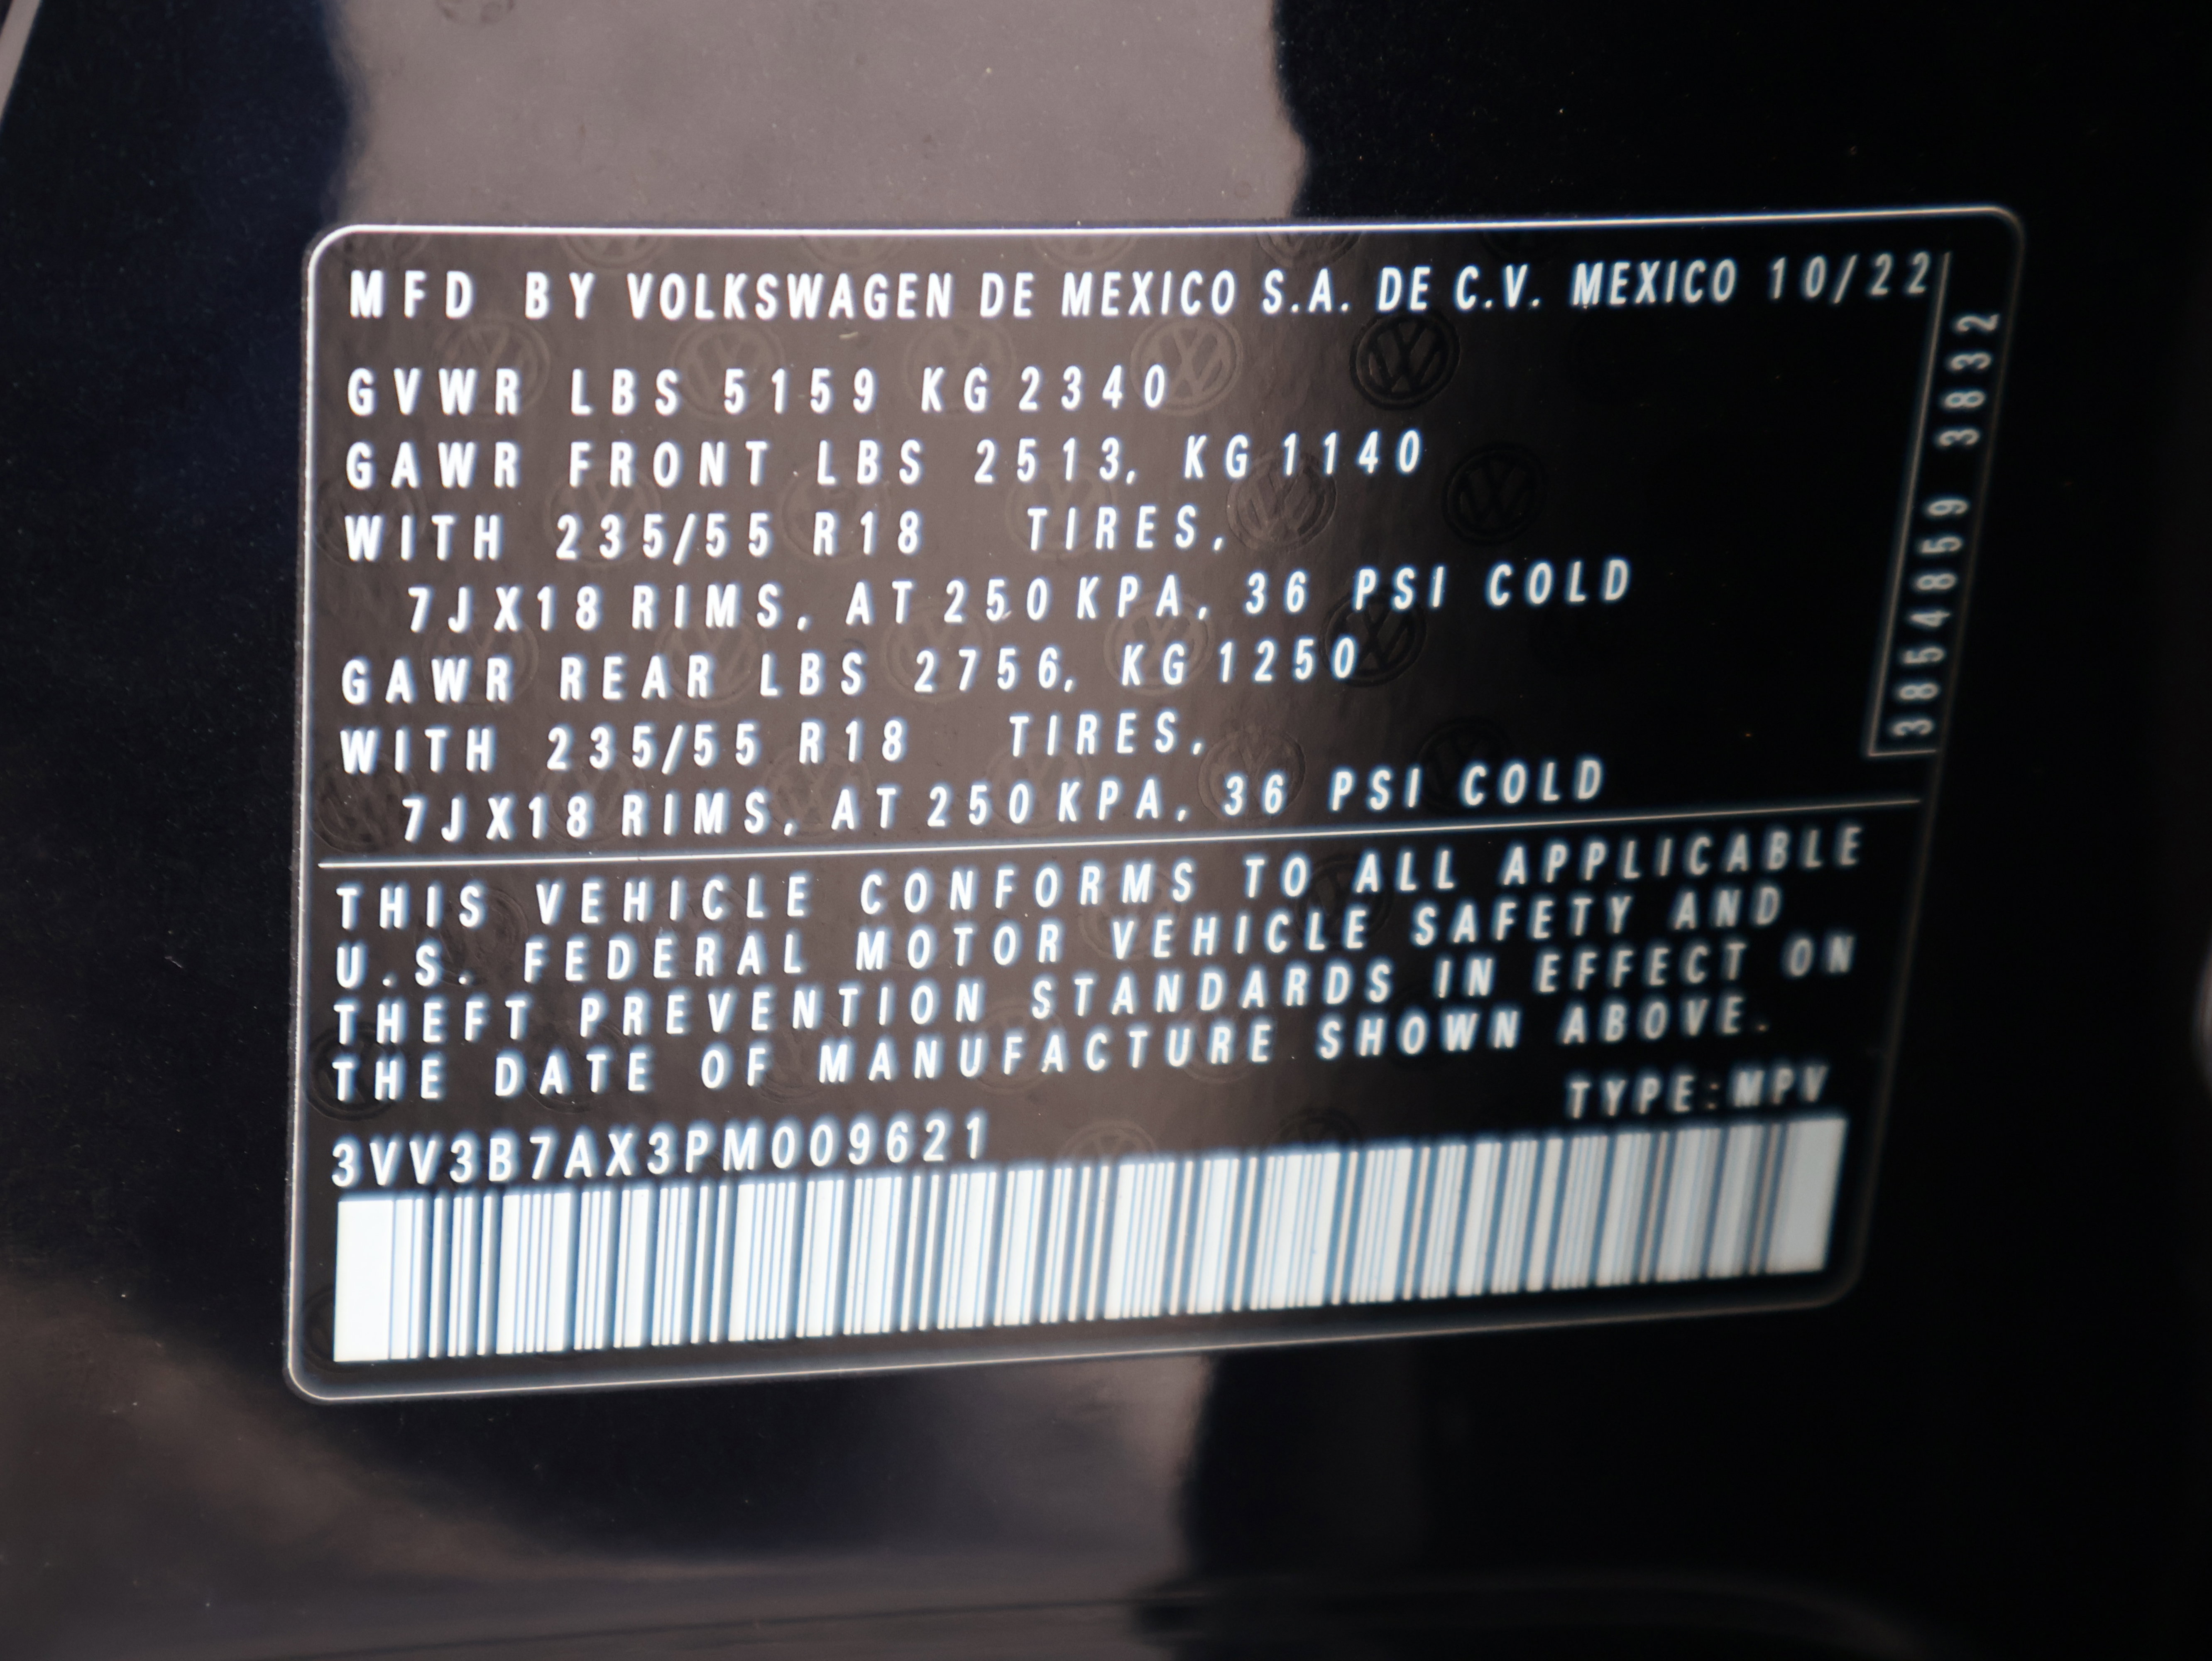 MFD BY VOLKSWAGEN DE MEXICO S.A. DE C.V. MEXICO 10/22
GVWR LBS 5159 KG 2340
GAWR FRONT LBS 2513, KG 1140
WITH 235/55 R18 TIRES,
7JX18 RIMS, AT 250 KPA, 36 PSI COLD
GAWR REAR LBS 2756, KG 1250
WITH 235/55 R18 TIRES,
7JX18 RIMS, AT 250 KPA, 36 PSI COLD
3854859 3832
THIS VEHICLE CONFORMS TO ALL APPLICABLE
U.S. FEDERAL MOTOR VEHICLE SAFETY AND
THEFT PREVENTION STANDARDS IN EFFECT ON
THE DATE OF MANUFACTURE SHOWN ABOVE.
TYPE:MPV
3VV3B7AX3PM009621